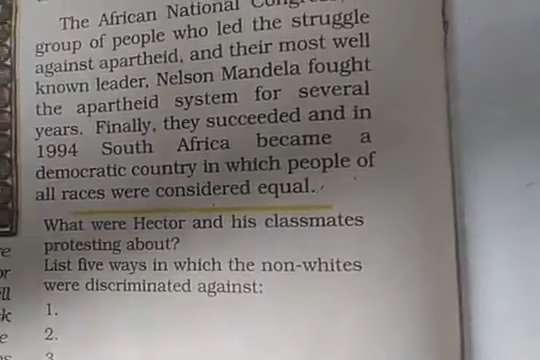 The African National
group of people who led the struggle
against apartheid, and their most well
known leader, Nelson Mandela fought
the apartheid system for several
years. Finally, they succeeded and in
1994 South Africa became a
democratic country in which people of
all races were considered equal.
What were Hector and his classmates
protesting about?
List five ways in which the non-whites
were discriminated against:
1.
2.
3